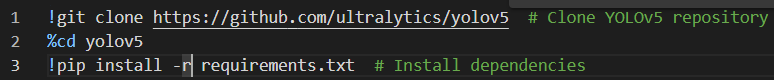 1 !git clone https://github.com/ultralytics/yolov5 # Clone YOLOv5 repository
2 %cd yolov5
3 !pip install -r requirements.txt # Install dependencies